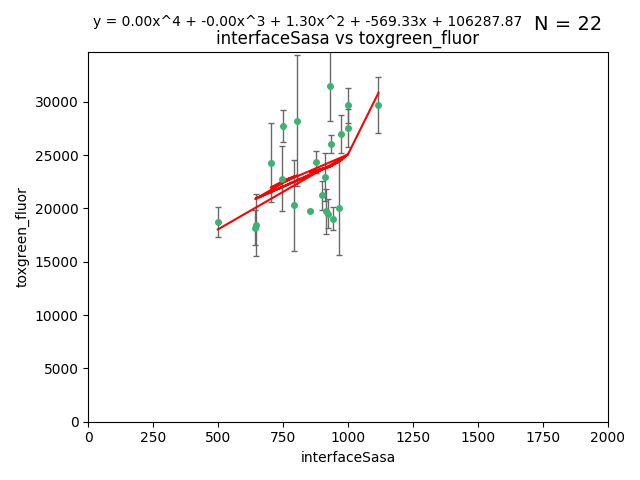 y = 0.00x^4 + -0.00x^3 + 1.30x^2 + -569.33x + 106287.87 N = 22
interfaceSasa vs toxgreen_fluor
30000
25000
20000
15000
10000
5000
0
toxgreen_fluor
0 250 500 750 1000 1250 1500 1750 2000
interfaceSasa